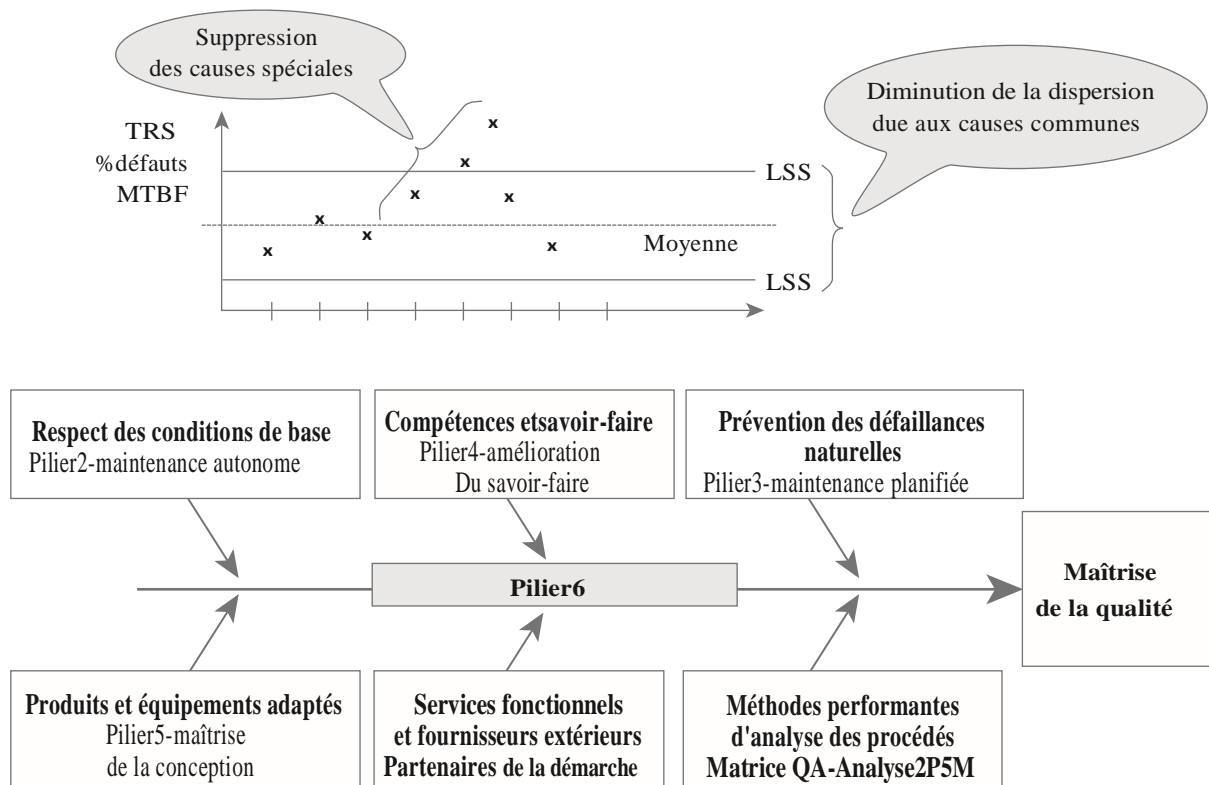 Suppression
des causes spéciales
Diminution de la dispersion
due aux causes communes
TRS
%défauts
MTBF
x
x
x
x
x
x
x
x
LSS
Moyenne
LSS
Respect des conditions de base
Pilier2-maintenance autonome
Compétences etsavoir-faire
Pilier4-amélioration
Du savoir-faire
Prévention des défaillances
naturelles
Pilier3-maintenance planifiée
Pilier6
Maîtrise
de la qualité
Produits et équipements adaptés
Pilier5-maîtrise
de la conception
Services fonctionnels
et fournisseurs extérieurs
Partenaires de la démarche
Méthodes performantes
d'analyse des procédés
Matrice QA-Analyse2P5M